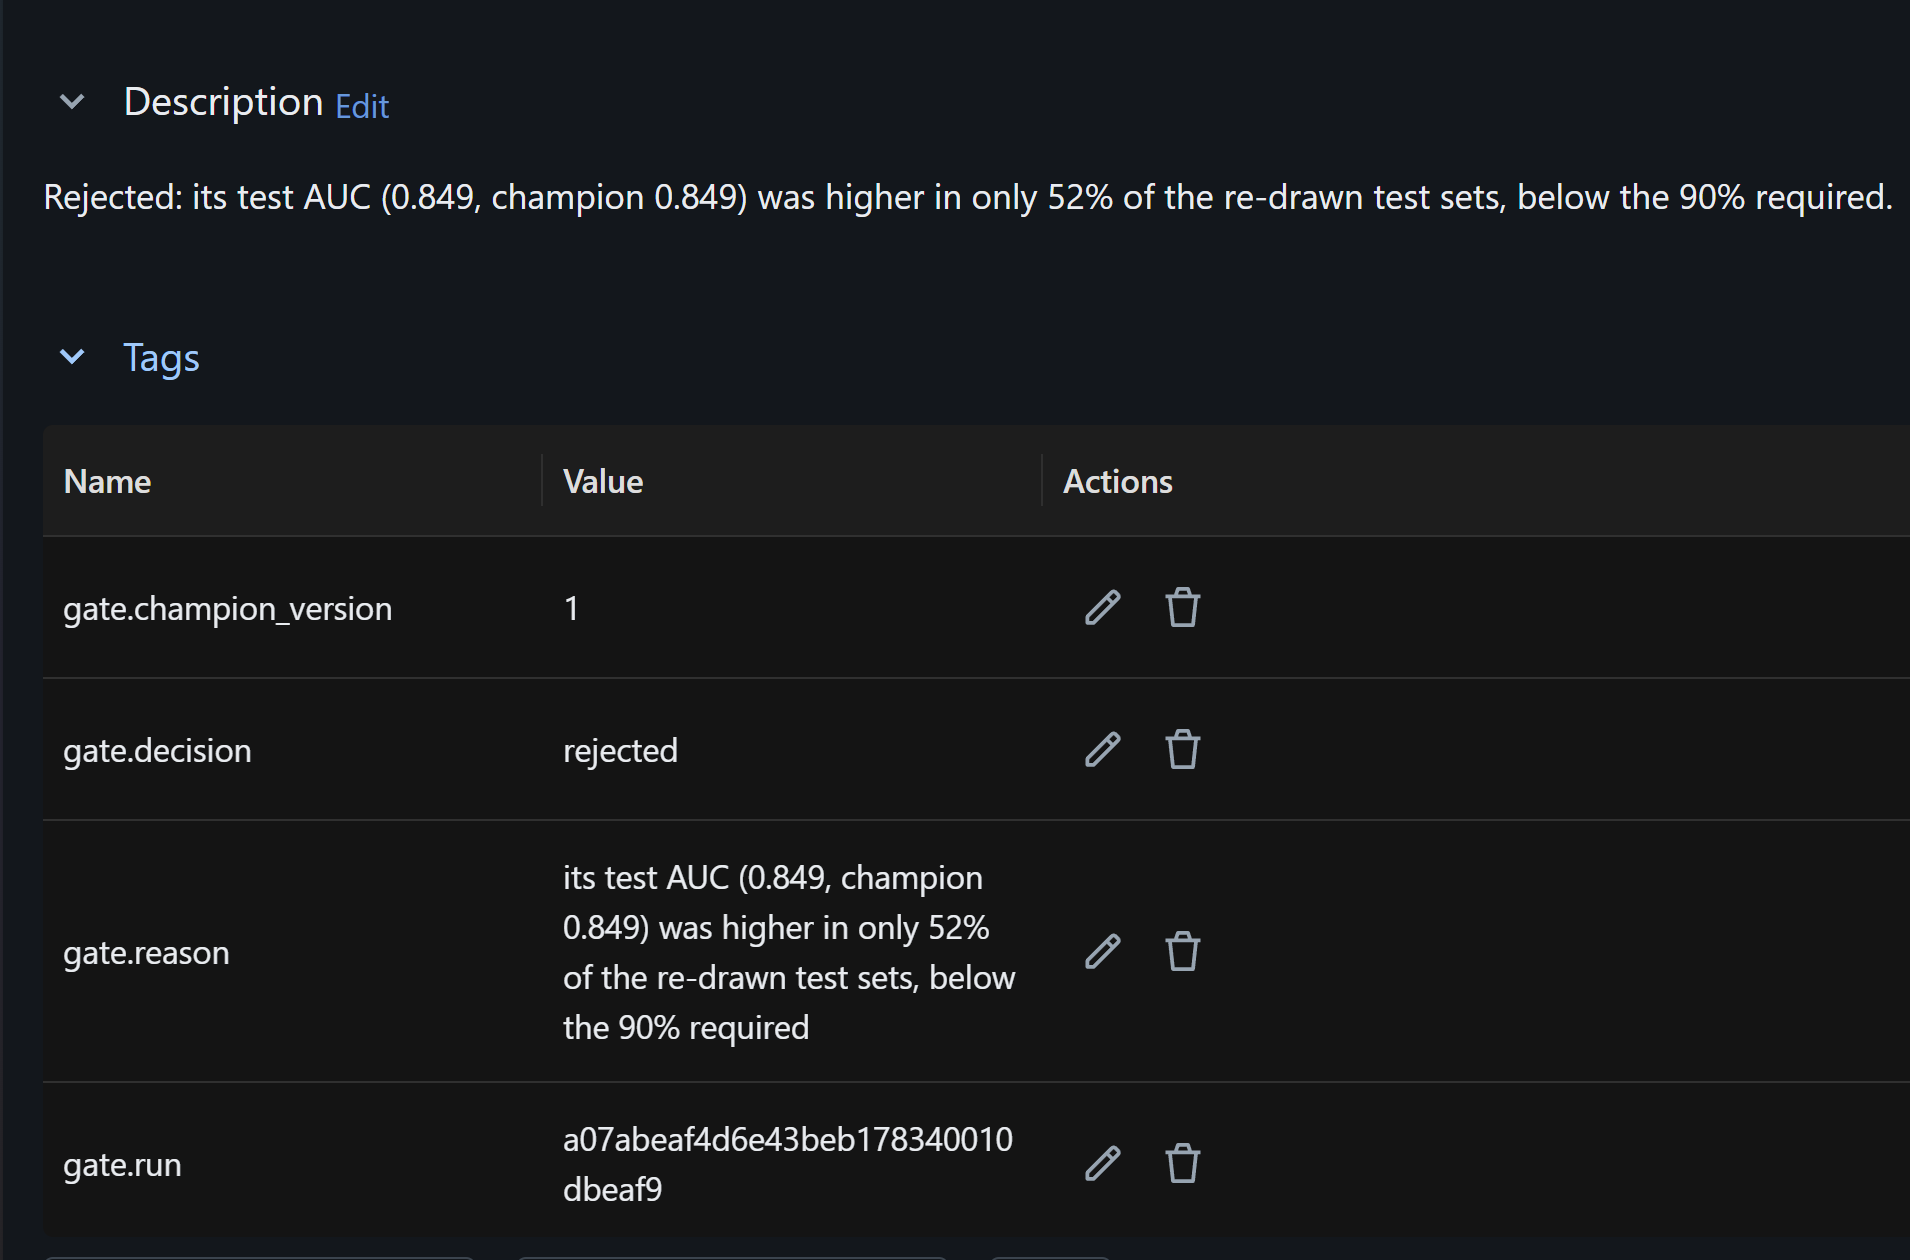 Description Edit
Rejected: its test AUC (0.849, champion 0.849) was higher in only 52% of the re-drawn test sets, below the 90% required.
Tags
Name Value Actions
gate.champion_version 1
gate.decision rejected
gate.reason
its test AUC (0.849, champion
0.849) was higher in only 52%
of the re-drawn test sets, below
the 90% required
gate.run
a07abeaf4d6e43beb178340010
dbeaf9